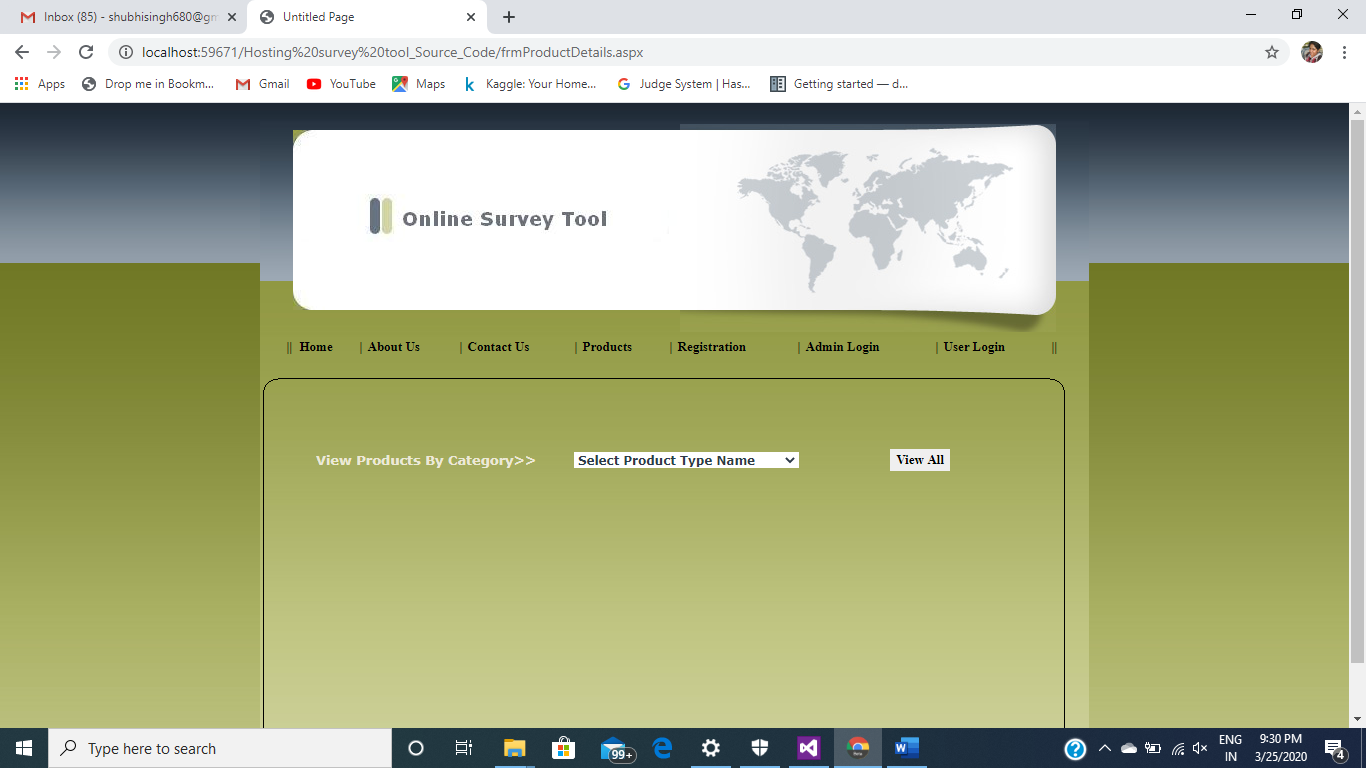 Inbox (85) - shubhisingh680@gm
Untitled Page
localhost:59671/Hosting%20survey%20tool_Source_Code/frmProductDetails.aspx
Apps Drop me in Bookm... Gmail YouTube Maps Kaggle: Your Home... Judge System | Has... Getting started — d...
Online Survey Tool
|| Home | About Us | Contact Us | Products | Registration | Admin Login | User Login ||
View Products By Category>> Select Product Type Name View All
Type here to search
99+
ENG
IN
9:30 PM
3/25/2020
4